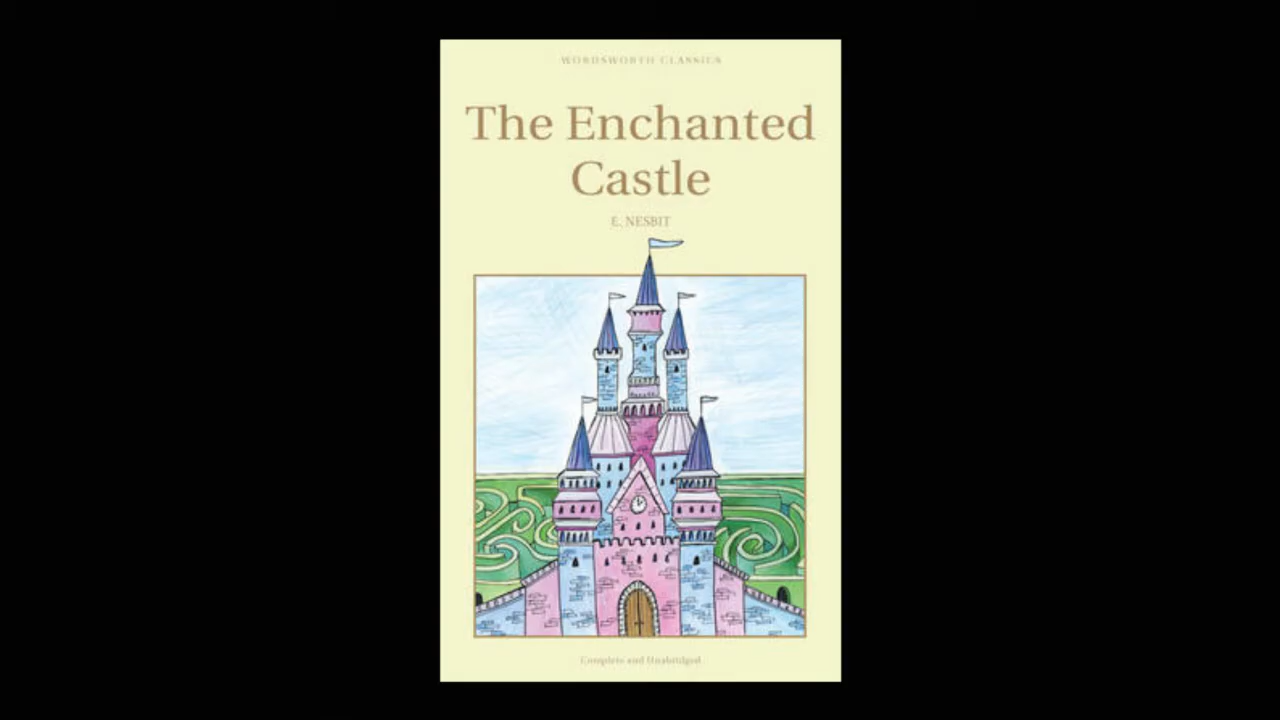 WORDSWORTH CLASSICS
The Enchanted
Castle
E. NESBIT
Complete and Unabridged